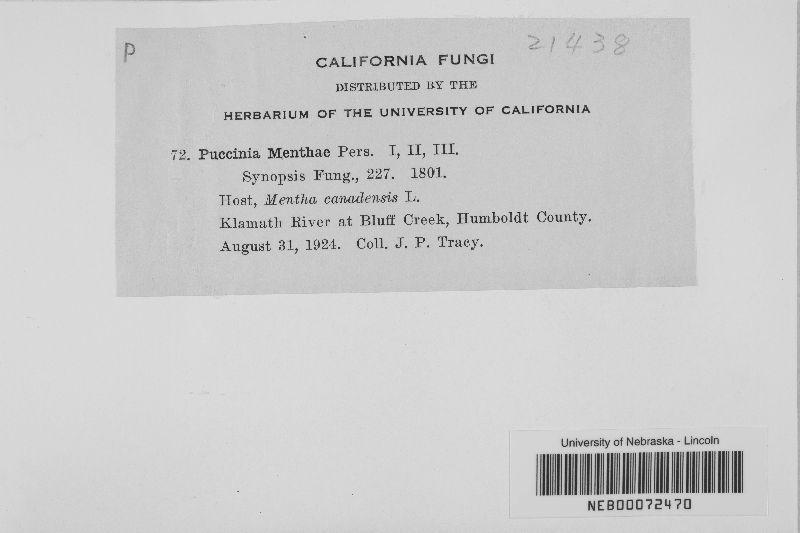 P
21438
CALIFORNIA FUNGI
DISTRIBUTED BY THE
HERBARIUM OF THE UNIVERSITY OF CALIFORNIA
72. Puccinia Menthae Pers. I, II, III.
Synopsis Fung., 227. 1801.
Host, Mentha canadensis L.
Klamath River at Bluff Creek, Humboldt County.
August 31, 1924. Coll. J. P. Tracy.
University of Nebraska - Lincoln
NEB00072470